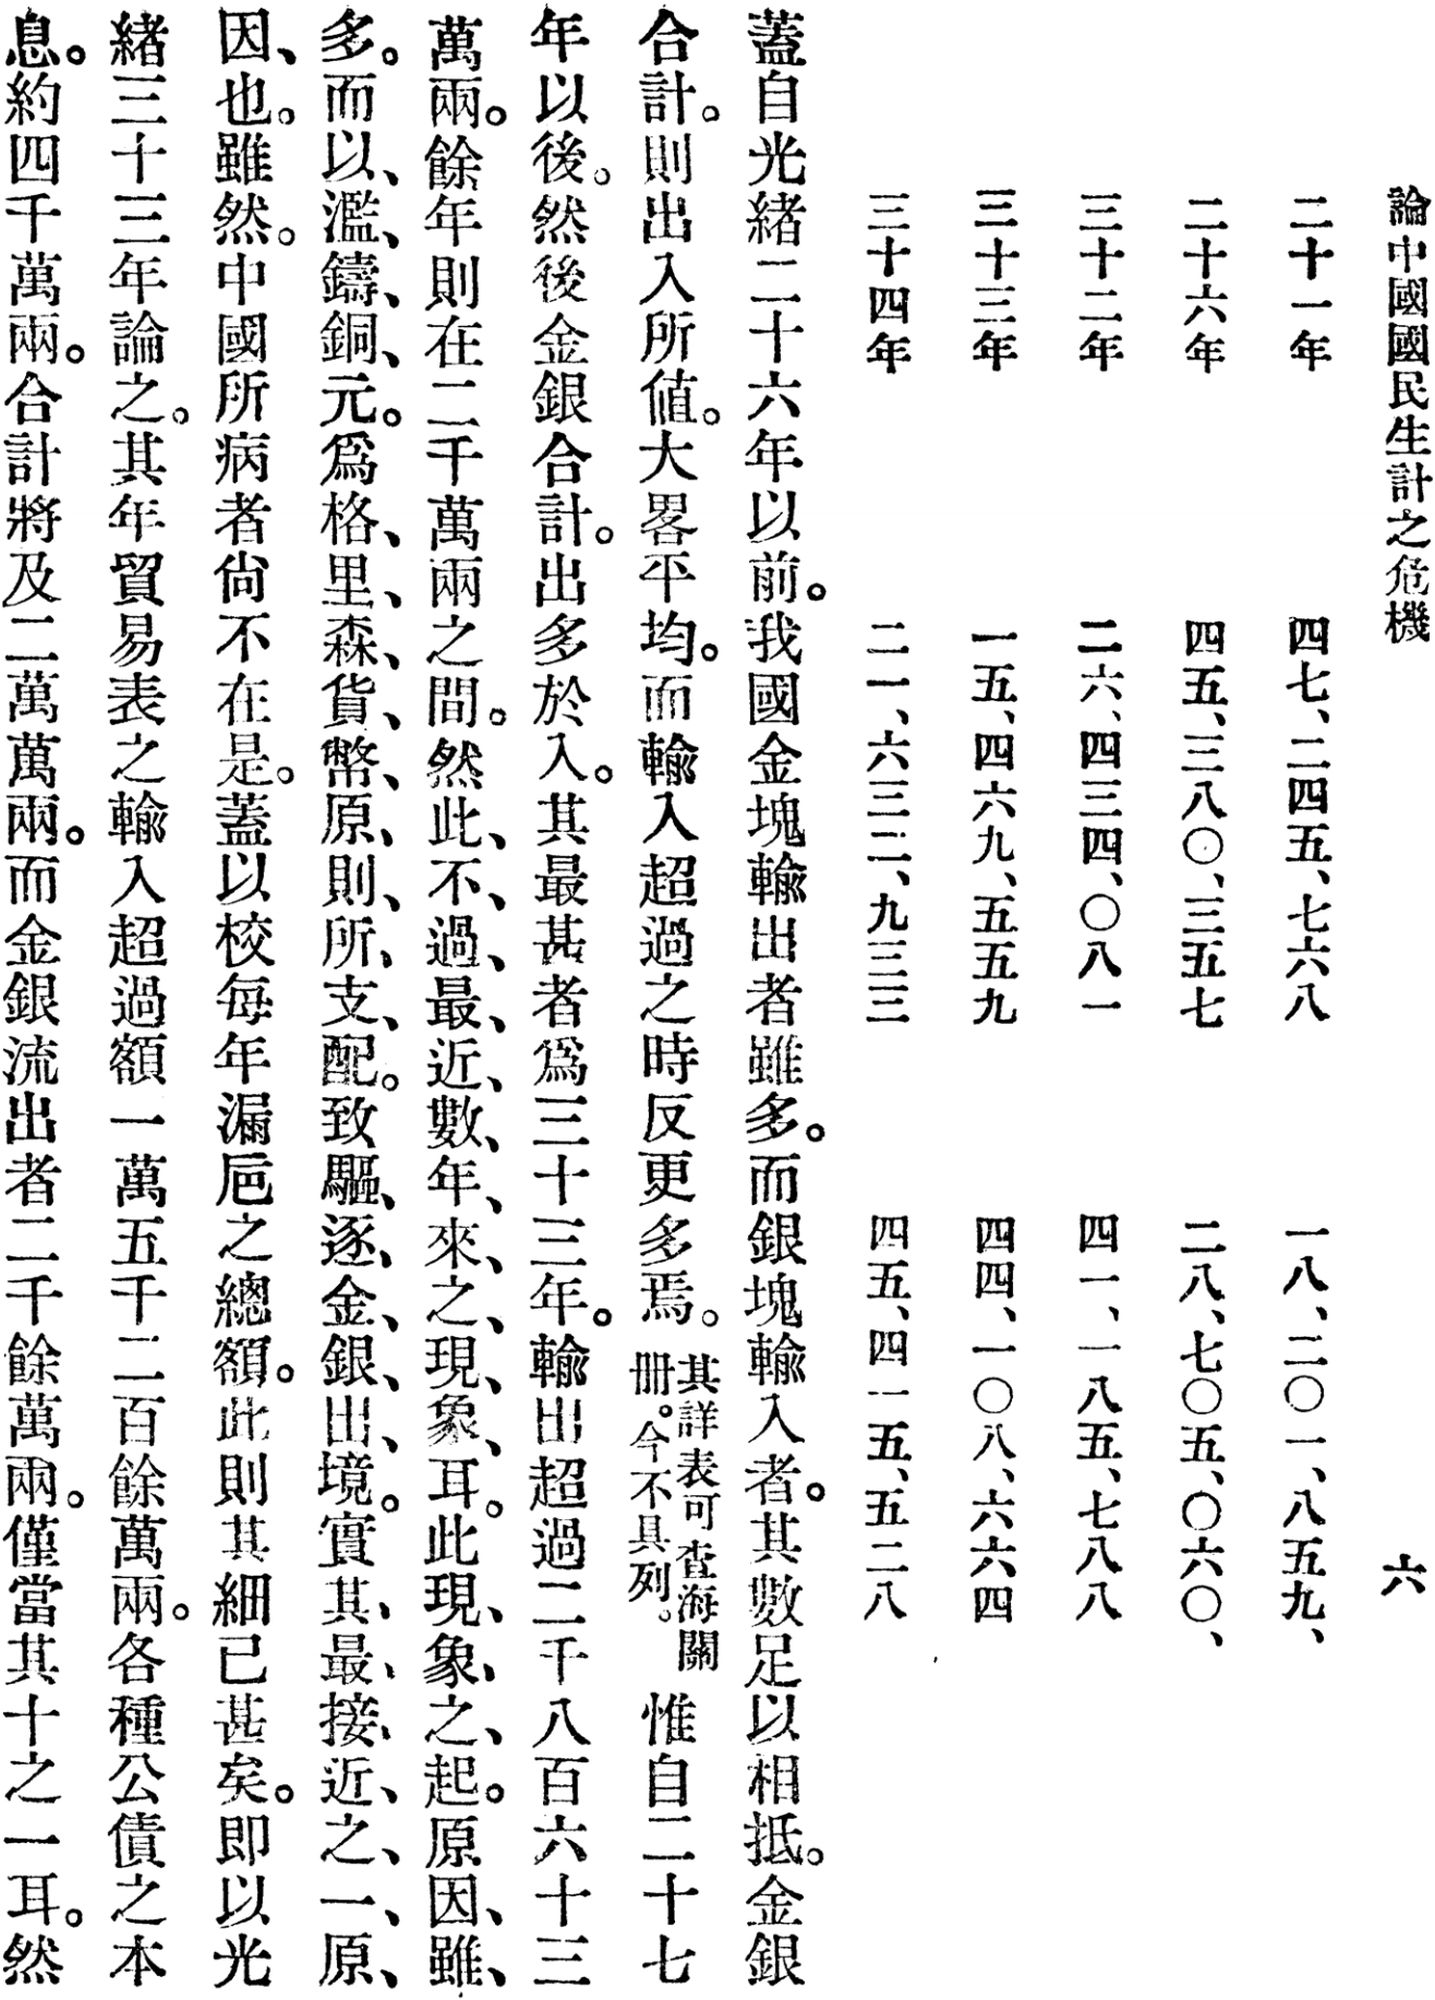 論中國國民生計之危機　六
二十一年　四七、二四五、七六八　一八、二〇一、八五九、
二十六年　四五、三八〇、三五七　二八、七〇五、〇六〇、
三十二年　二六、四三四、〇八一　四一、一八五、七八八
三十三年　一五、四六九、五五九　四四、一〇八、六六四
三十四年　二一、六三二、九三三　四五、四一五、五二八
蓋自光緒二十六年以前。我國金塊輸出者雖多。而銀塊輸入者。其數足以相抵。金銀
合計。則出入所値。大畧平均。而輸入超過之時反更多焉。其詳表可查海關冊。今不具列。惟自二十七
年以後。然後金銀合計。出多於入。其最甚者爲三十三年。輸出超過二千八百六十三
萬兩。餘年則在二千萬兩之間。然此、不、過、最、近、數、年、來、之、現、象、耳。此現、象、之、起。原因、雖、
多。而以、濫、鑄、銅、元。爲格、里、森、貨、幣、原、則、所、支、配。致驅、逐、金、銀、出、境。實其、最、接、近、之、一、原、
因、也。雖然。中國所病者尙不在是。蓋以校每年漏巵之總額。此則其細已甚矣。即以光
緒三十三年論之。其年貿易表之輸入超過額一萬五千二百餘萬兩。各種公債之本
息。約四千萬兩。合計將及二萬萬兩。而金銀流出者二千餘萬兩。僅當其十之一耳。然